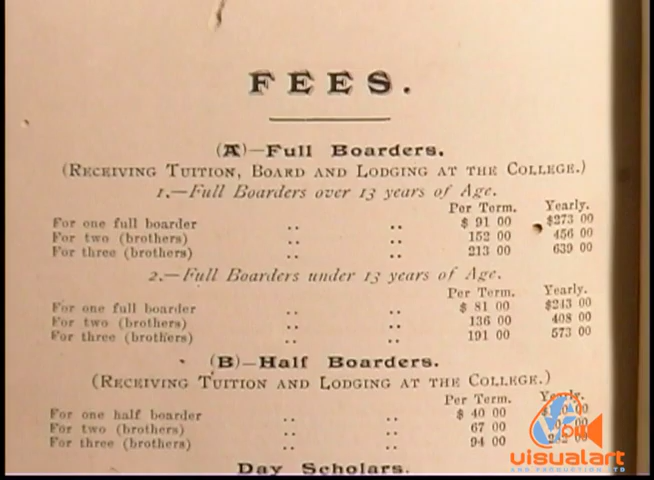 FEES.
(A)—Full Boarders.
(RECEIVING TUITION, BOARD AND LODGING AT THE COLLEGE.)
1.—Full Boarders over 13 years of Age.
Per Term. Yearly.
For one full boarder .. .. $ 91 00 $273 00
For two (brothers) .. .. 152 00 456 00
For three (brothers) .. .. 213 00 639 00
2.—Full Boarders under 13 years of Age.
Per Term. Yearly.
For one full boarder .. .. $ 81 00 $243 00
For two (brothers) .. .. 136 00 408 00
For three (brothers) .. .. 191 00 573 00
(B)—Half Boarders.
(RECEIVING TUITION AND LODGING AT THE COLLEGE.)
Per Term. Yearly.
For one half boarder .. .. $ 40 00
For two (brothers) .. .. 67 00
For three (brothers) .. .. 94 00
Day Scholars.
visualart
AND PRODUCTION LTD